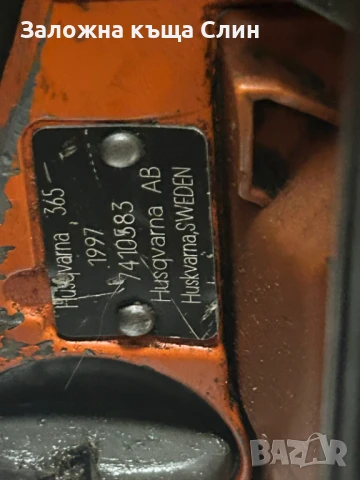 Заложна къща Слин
Husqvarna 365
1997
7410583
Husqvarna AB
Huskvarna, SWEDEN
BAZAR